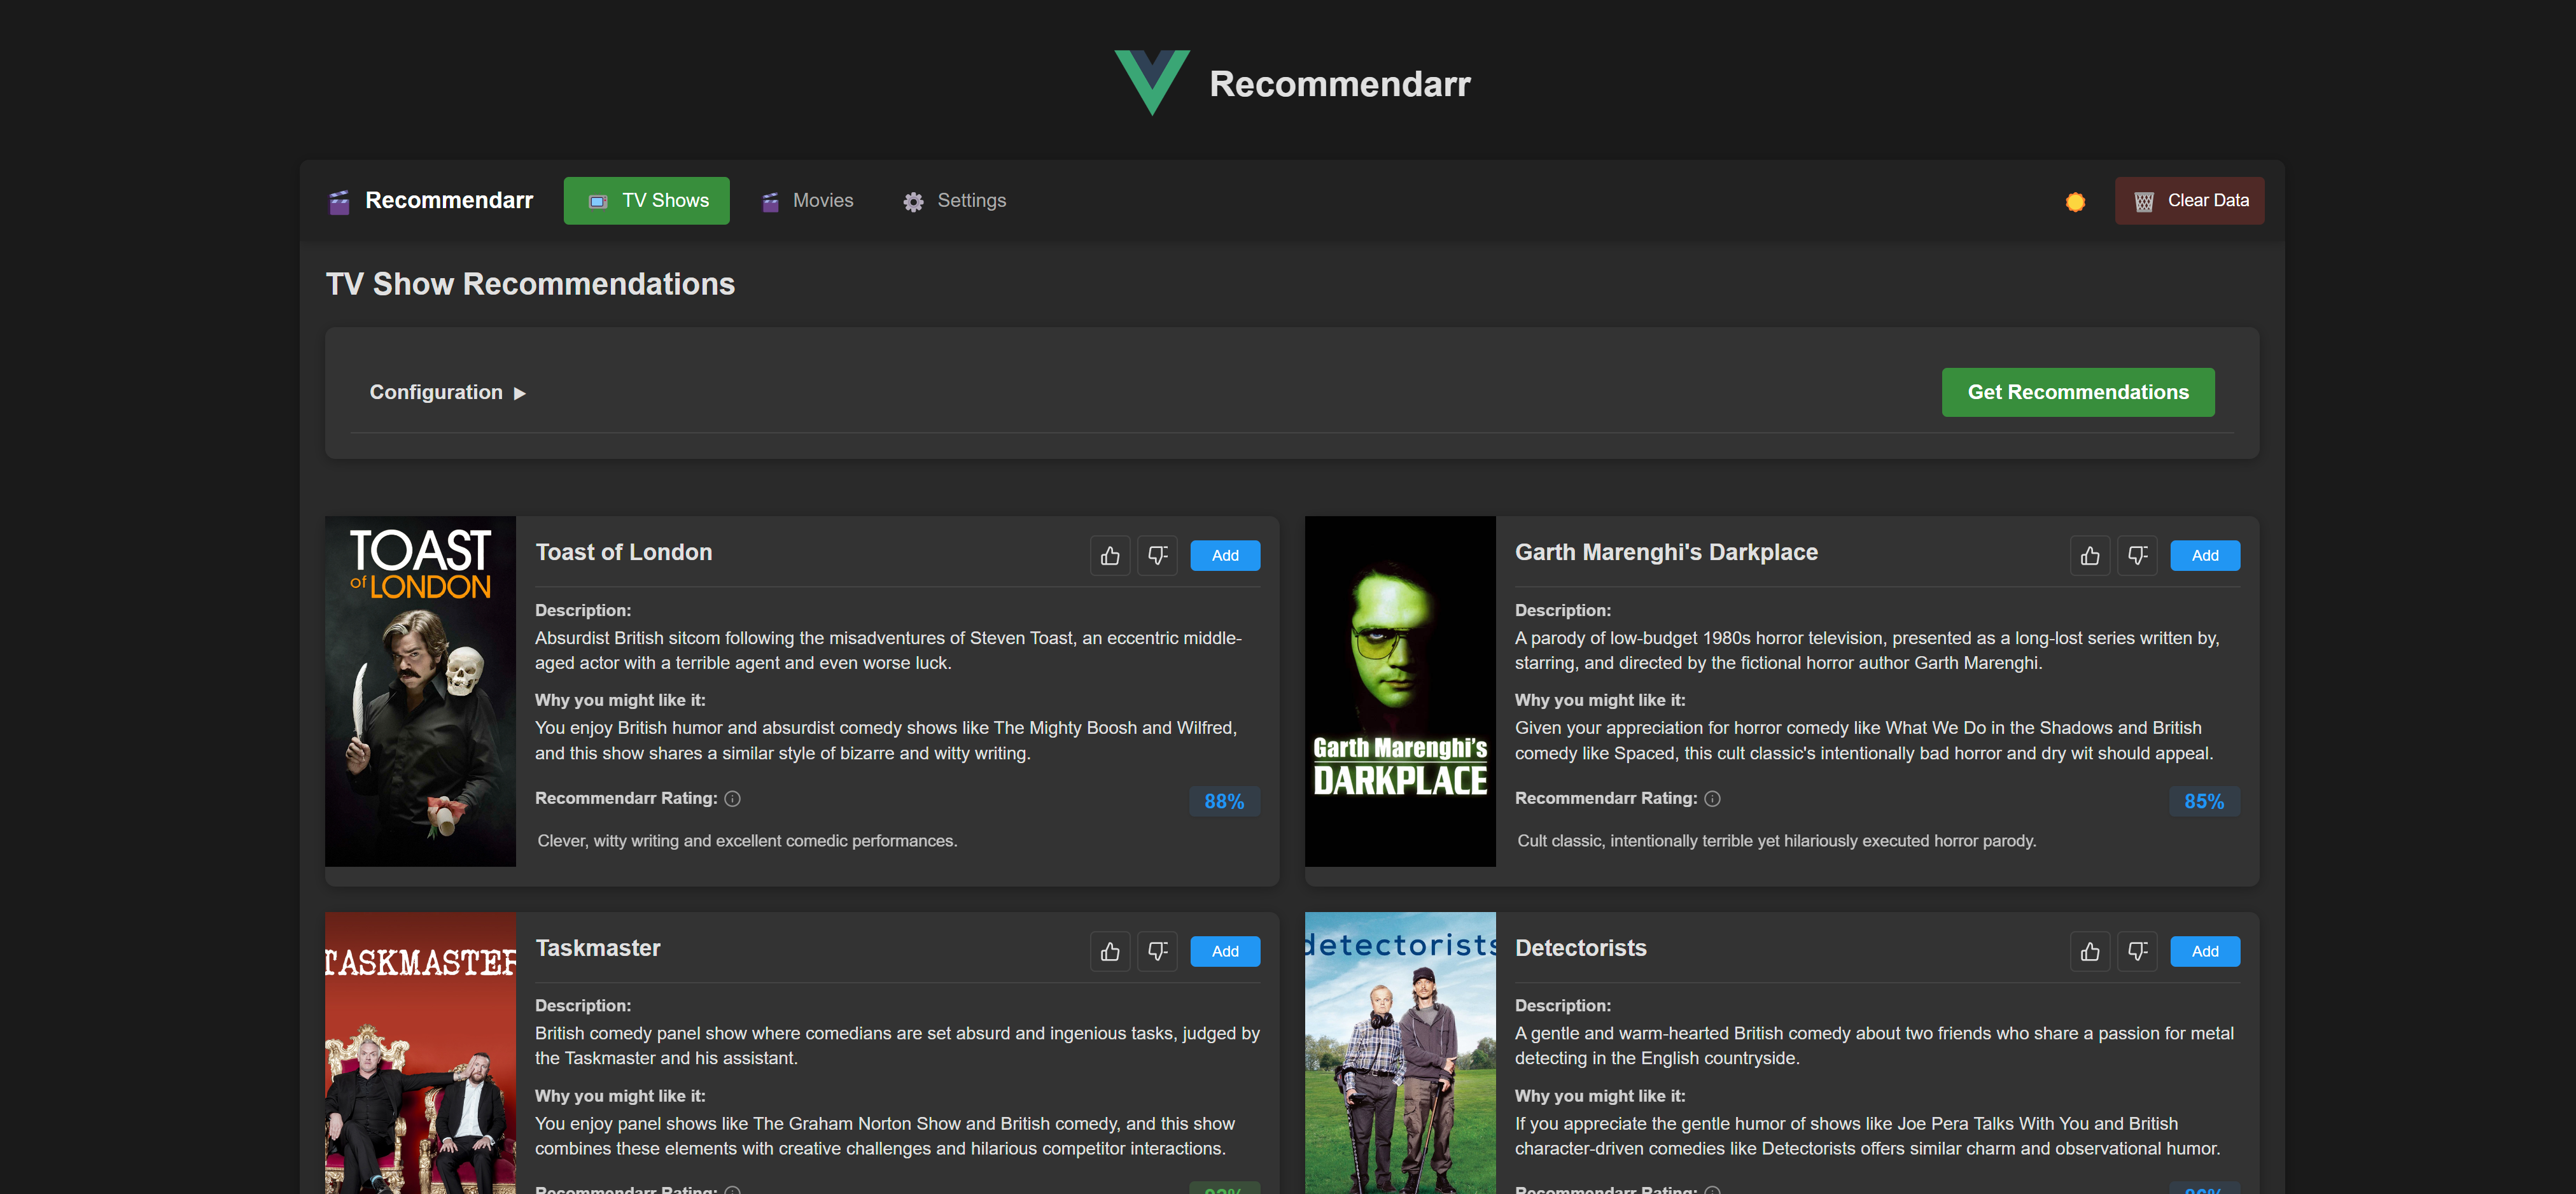 Recommendarr
Recommendarr
TV Shows
Movies
Settings
Clear Data
TV Show Recommendations
Configuration ▶
Get Recommendations
TOAST
of LONDON
Toast of London
Add
Description:
Absurdist British sitcom following the misadventures of Steven Toast, an eccentric middle-
aged actor with a terrible agent and even worse luck.
Why you might like it:
You enjoy British humor and absurdist comedy shows like The Mighty Boosh and Wilfred,
and this show shares a similar style of bizarre and witty writing.
Recommendarr Rating:
88%
Clever, witty writing and excellent comedic performances.
Garth Marenghi's
DARKPLACE
Garth Marenghi's Darkplace
Add
Description:
A parody of low-budget 1980s horror television, presented as a long-lost series written by,
starring, and directed by the fictional horror author Garth Marenghi.
Why you might like it:
Given your appreciation for horror comedy like What We Do in the Shadows and British
comedy like Spaced, this cult classic's intentionally bad horror and dry wit should appeal.
Recommendarr Rating:
85%
Cult classic, intentionally terrible yet hilariously executed horror parody.
TASKMASTER
Taskmaster
Add
Description:
British comedy panel show where comedians are set absurd and ingenious tasks, judged by
the Taskmaster and his assistant.
Why you might like it:
You enjoy panel shows like The Graham Norton Show and British comedy, and this show
combines these elements with creative challenges and hilarious competitor interactions.
Recommendarr Rating:
detectorists
Detectorists
Add
Description:
A gentle and warm-hearted British comedy about two friends who share a passion for metal
detecting in the English countryside.
Why you might like it:
If you appreciate the gentle humor of shows like Joe Pera Talks With You and British
character-driven comedies like Detectorists offers similar charm and observational humor.
Recommendarr Rating: